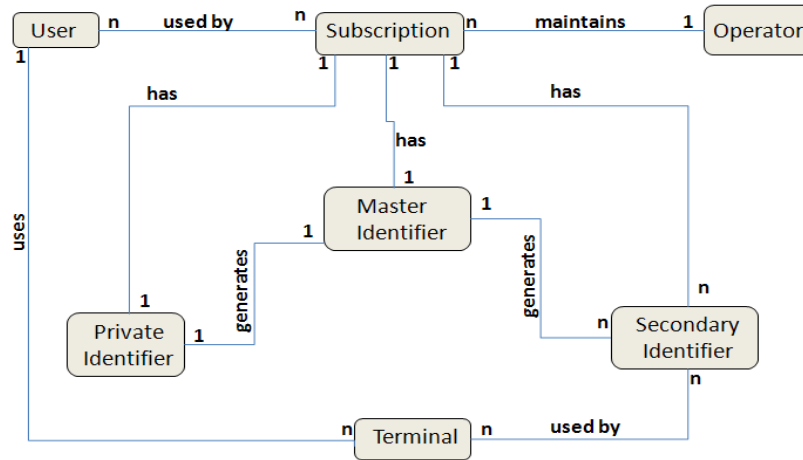 User
n
used by
n
Subscription
n
maintains
1
Operator
1
1
1
1
has
has
has
1
Master
Identifier
1
1
uses
generates
generates
1
n
Private
Identifier
1
n
Secondary
Identifier
n
n
Terminal
n
used by